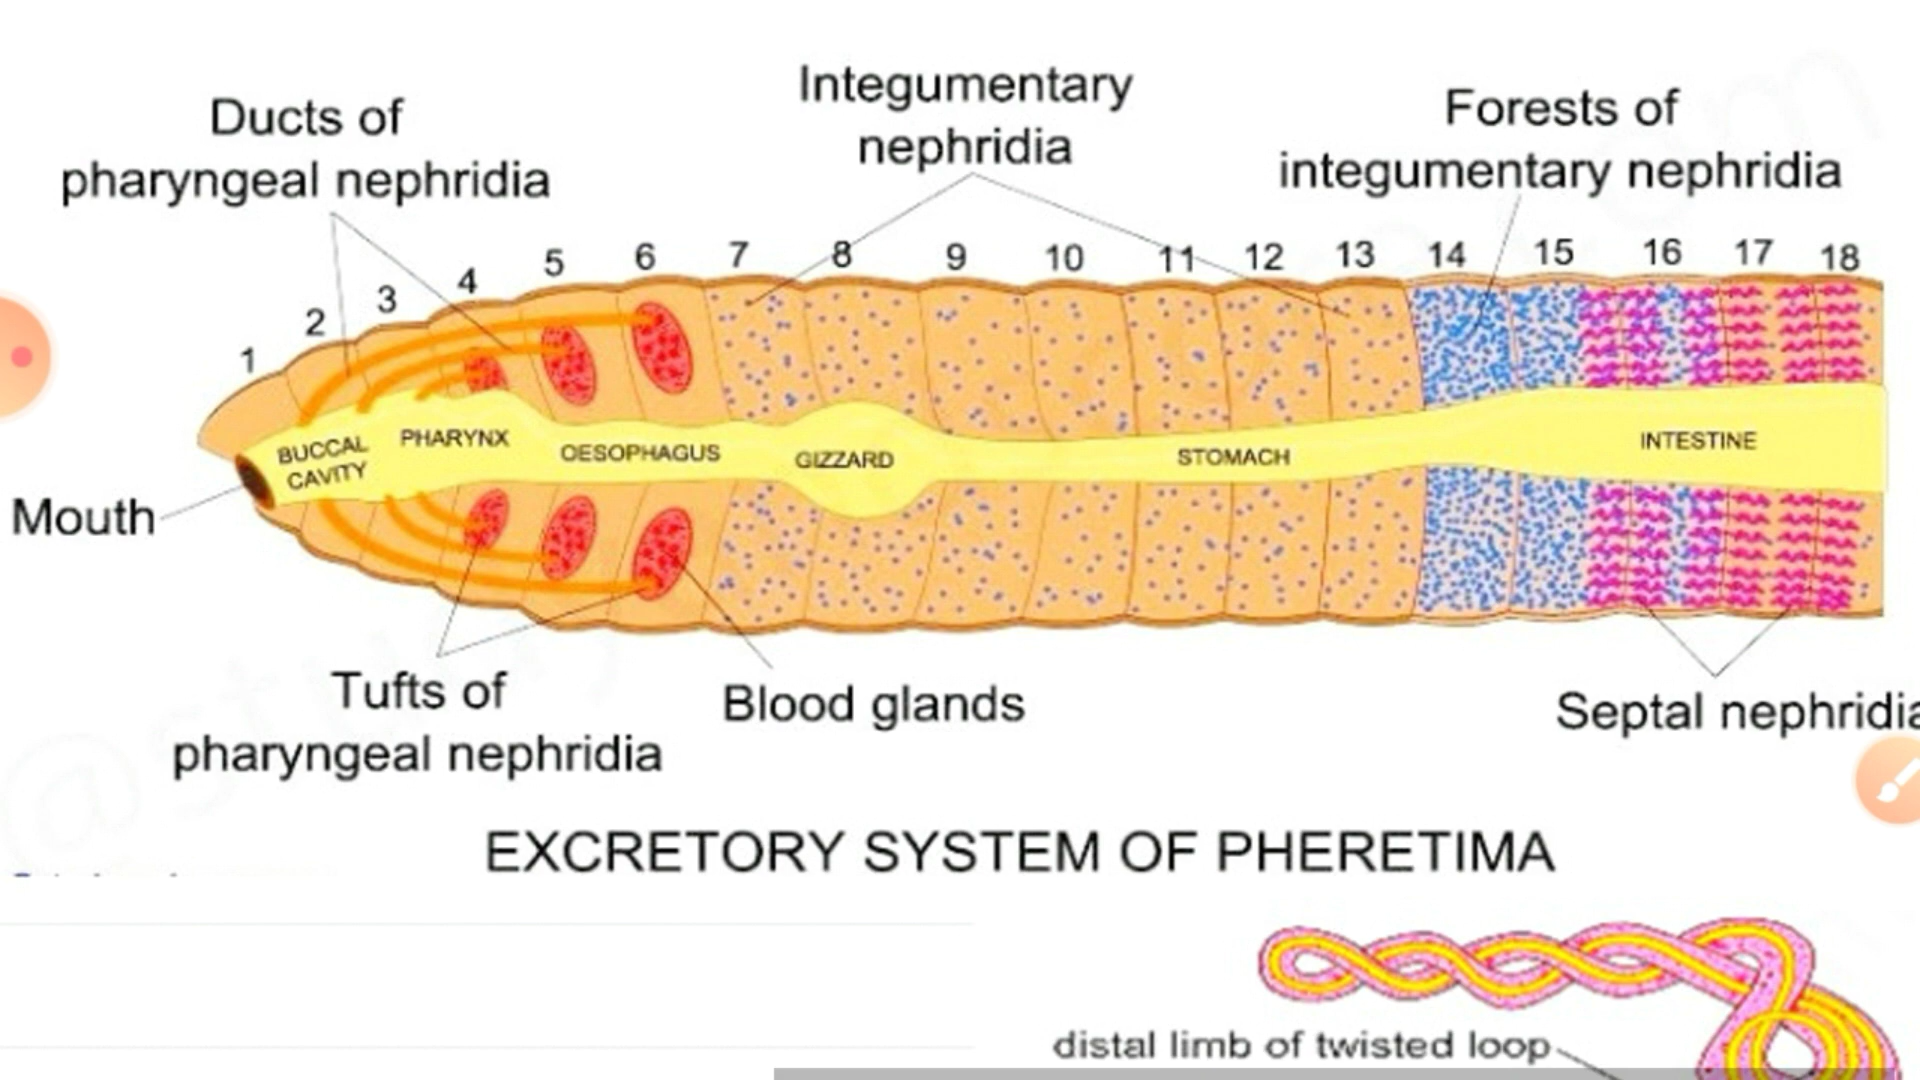 Ducts of
pharyngeal nephridia
Integumentary
nephridia
Forests of
integumentary nephridia
1 2 3 4 5 6 7 8 9 10 11 12 13 14 15 16 17 18
BUCCAL
CAVITY
PHARYNX
OESOPHAGUS
GIZZARD
STOMACH
INTESTINE
Mouth
Tufts of
pharyngeal nephridia
Blood glands
Septal nephridia
EXCRETORY SYSTEM OF PHERETIMA
distal limb of twisted loop